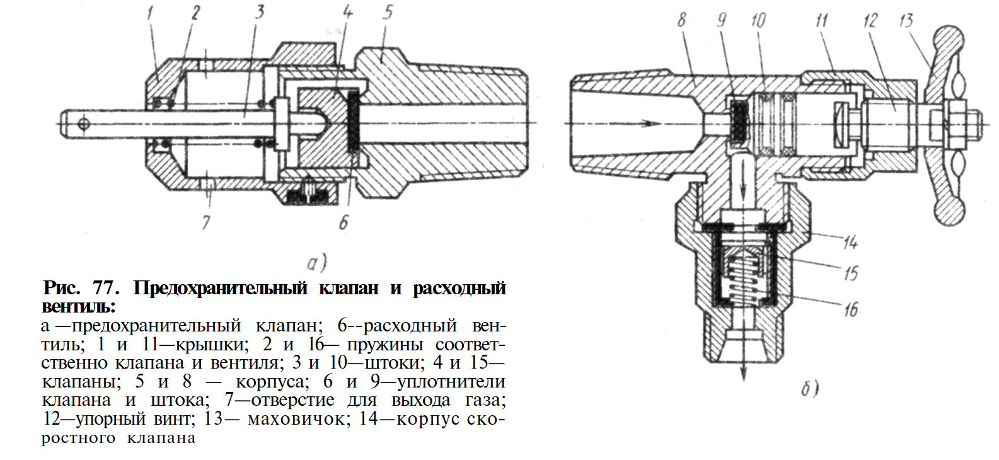 1 2 3 4 5
8 9 10 11 12 13
7 6
14
15
16
а)
б)
Рис. 77. Предохранительный клапан и расходный
вентиль:
а —предохранительный клапан; 6--расходный вен-
тиль; 1 и 11—крышки; 2 и 16— пружины соответ-
ственно клапана и вентиля; 3 и 10—штоки; 4 и 15—
клапаны; 5 и 8 — корпуса; 6 и 9—уплотнители
клапана и штока; 7—отверстие для выхода газа;
12—упорный винт; 13— маховичок; 14—корпус ско-
ростного клапана